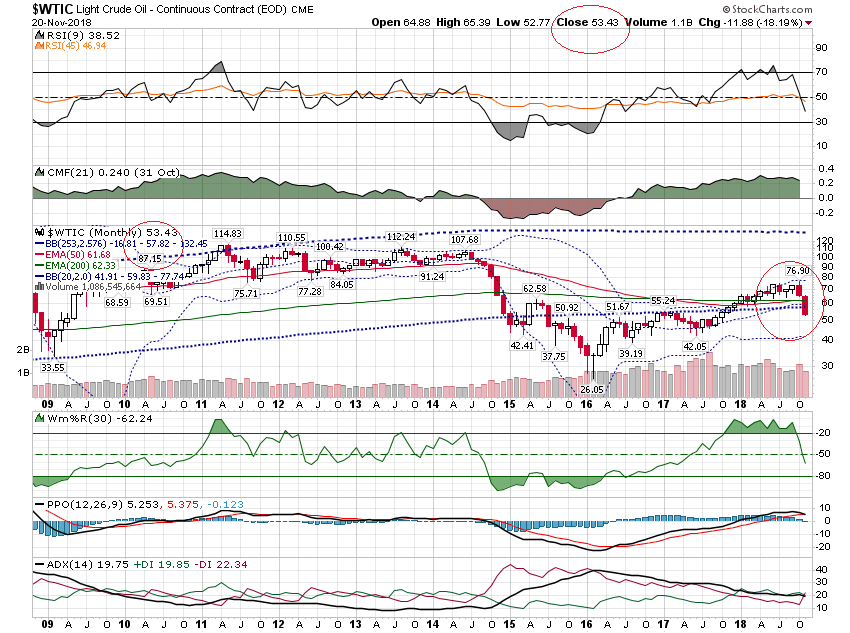 $WTIC Light Crude Oil - Continuous Contract (EOD) CME
© StockCharts.com
20-Nov-2018
Open 64.88 High 65.39 Low 52.77 Close 53.43 Volume 1.1B Chg -11.88 (-18.19%)
RSI(9) 38.52
RSI(45) 46.94
90
70
50
30
10
CMF(21) 0.240 (31 Oct)
0.4
0.2
0.0
-0.2
$WTIC (Monthly) 53.43
BB(253,2.576) -16.81 - 57.82 - 132.45
EMA(50) 61.68
EMA(200) 62.33
BB(20,2.0) 41.91 - 59.83 - 77.74
Volume 1,086,545,664
87.15
114.83
110.55
100.42
112.24
107.68
76.90
68.59
69.51
75.71
77.28
84.05
91.24
62.58
50.92
51.67
55.24
33.55
42.41
37.75
26.05
39.19
42.05
120
110
100
90
80
70
60
50
40
30
2B
1B
09 A J O 10 A J O 11 A J O 12 A J O 13 A J O 14 A J O 15 A J O 16 A J O 17 A J O 18 A J O
Wm%R(30) -62.24
-20
-50
-80
PPO(12,26,9) 5.253, 5.375, -0.123
10
0
-10
-20
ADX(14) 19.75 +DI 19.85 -DI 22.34
40
30
20
10
09 A J O 10 A J O 11 A J O 12 A J O 13 A J O 14 A J O 15 A J O 16 A J O 17 A J O 18 A J O